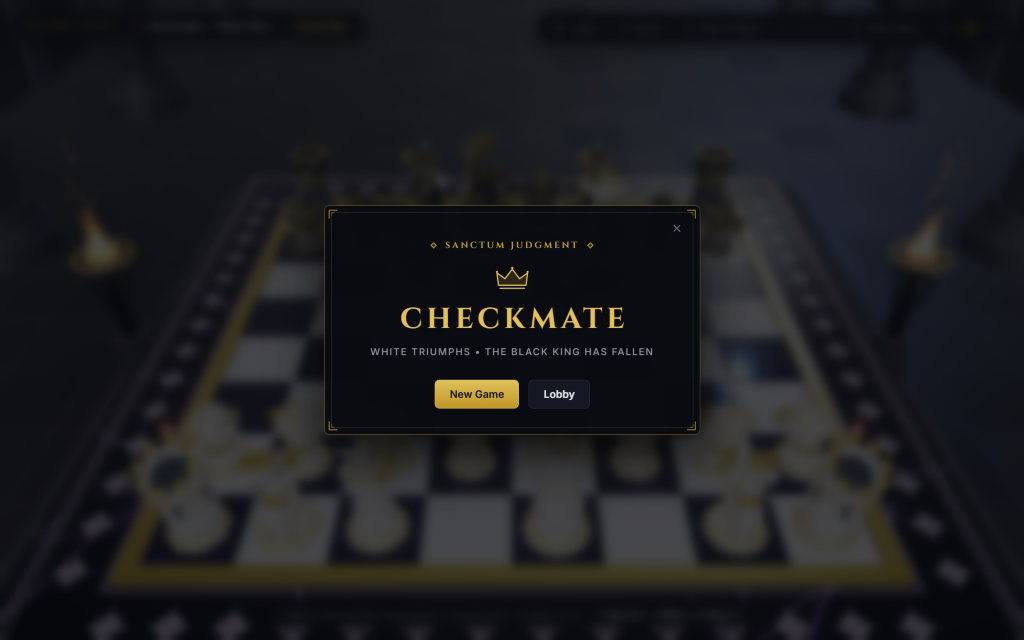 SANCTUM JUDGMENT
CHECKMATE
WHITE TRIUMPHS • THE BLACK KING HAS FALLEN
New Game
Lobby